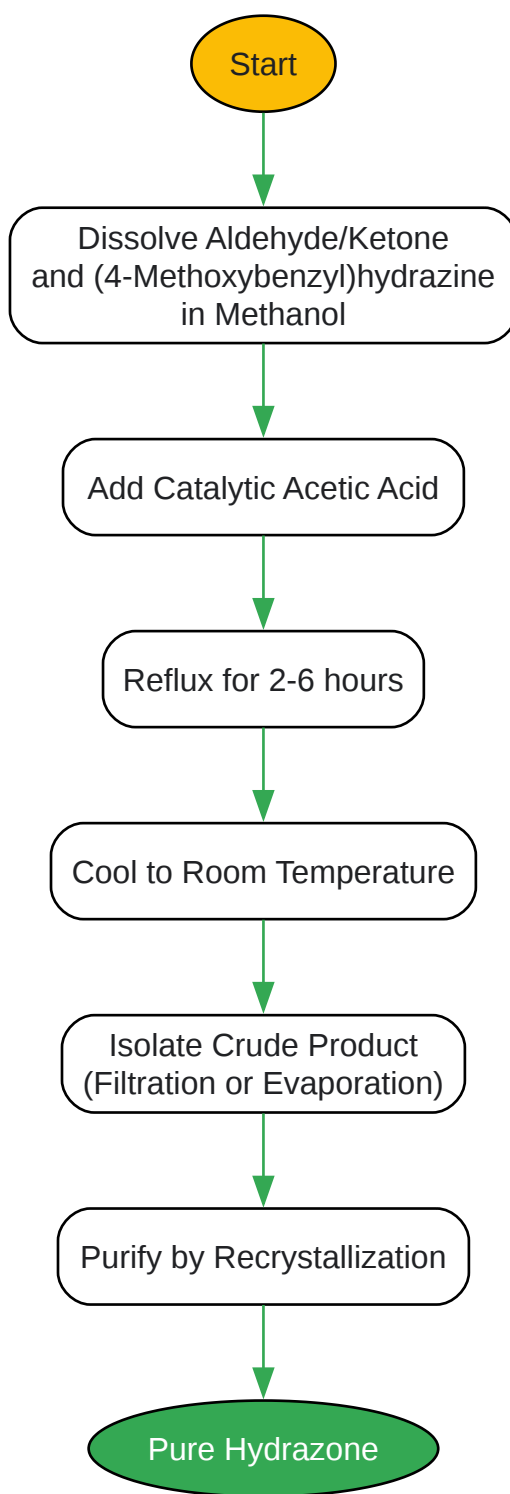 Start
Dissolve Aldehyde/Ketone
and (4-Methoxybenzyl)hydrazine
in Methanol
Add Catalytic Acetic Acid
Reflux for 2-6 hours
Cool to Room Temperature
Isolate Crude Product
(Filtration or Evaporation)
Purify by Recrystallization
Pure Hydrazone